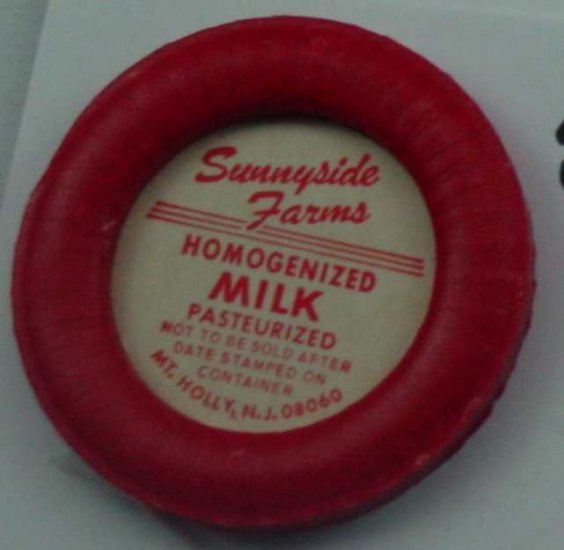 Sunnyside
Farms
HOMOGENIZED
MILK
PASTEURIZED
NOT TO BE SOLD AFTER
DATE STAMPED ON
CONTAINER
MT. HOLLY, N.J. 08060